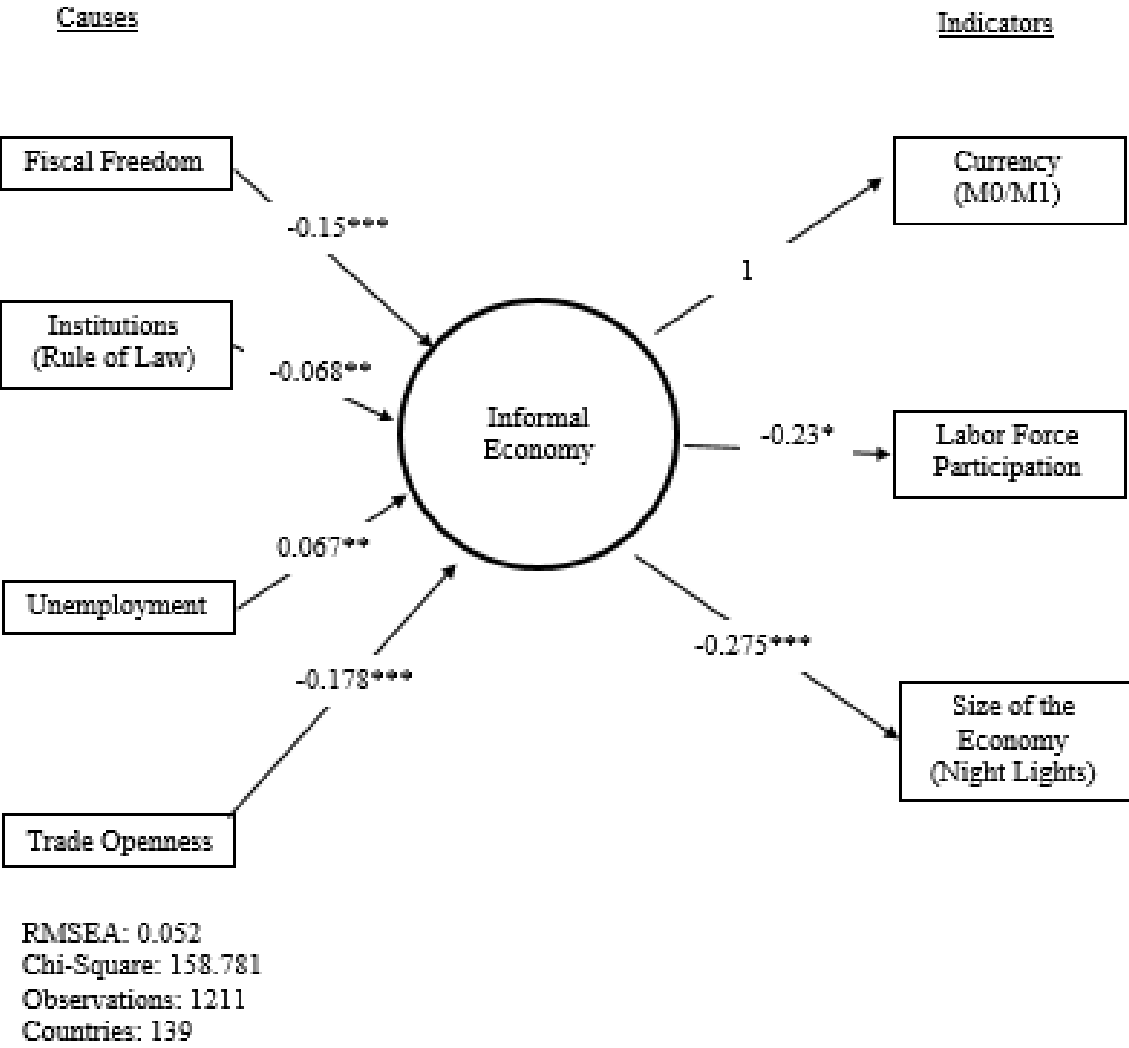 Causes
Indicators
Fiscal Freedom
-0.15***
Institutions
(Rule of Law)
-0.068**
Unemployment
0.067**
Trade Openness
-0.178***
Informal
Economy
1
Currency
(M0/M1)
-0.23*
Labor Force
Participation
-0.275***
Size of the
Economy
(Night Lights)
RMSEA: 0.052
Chi-Square: 158.781
Observations: 1211
Countries: 139